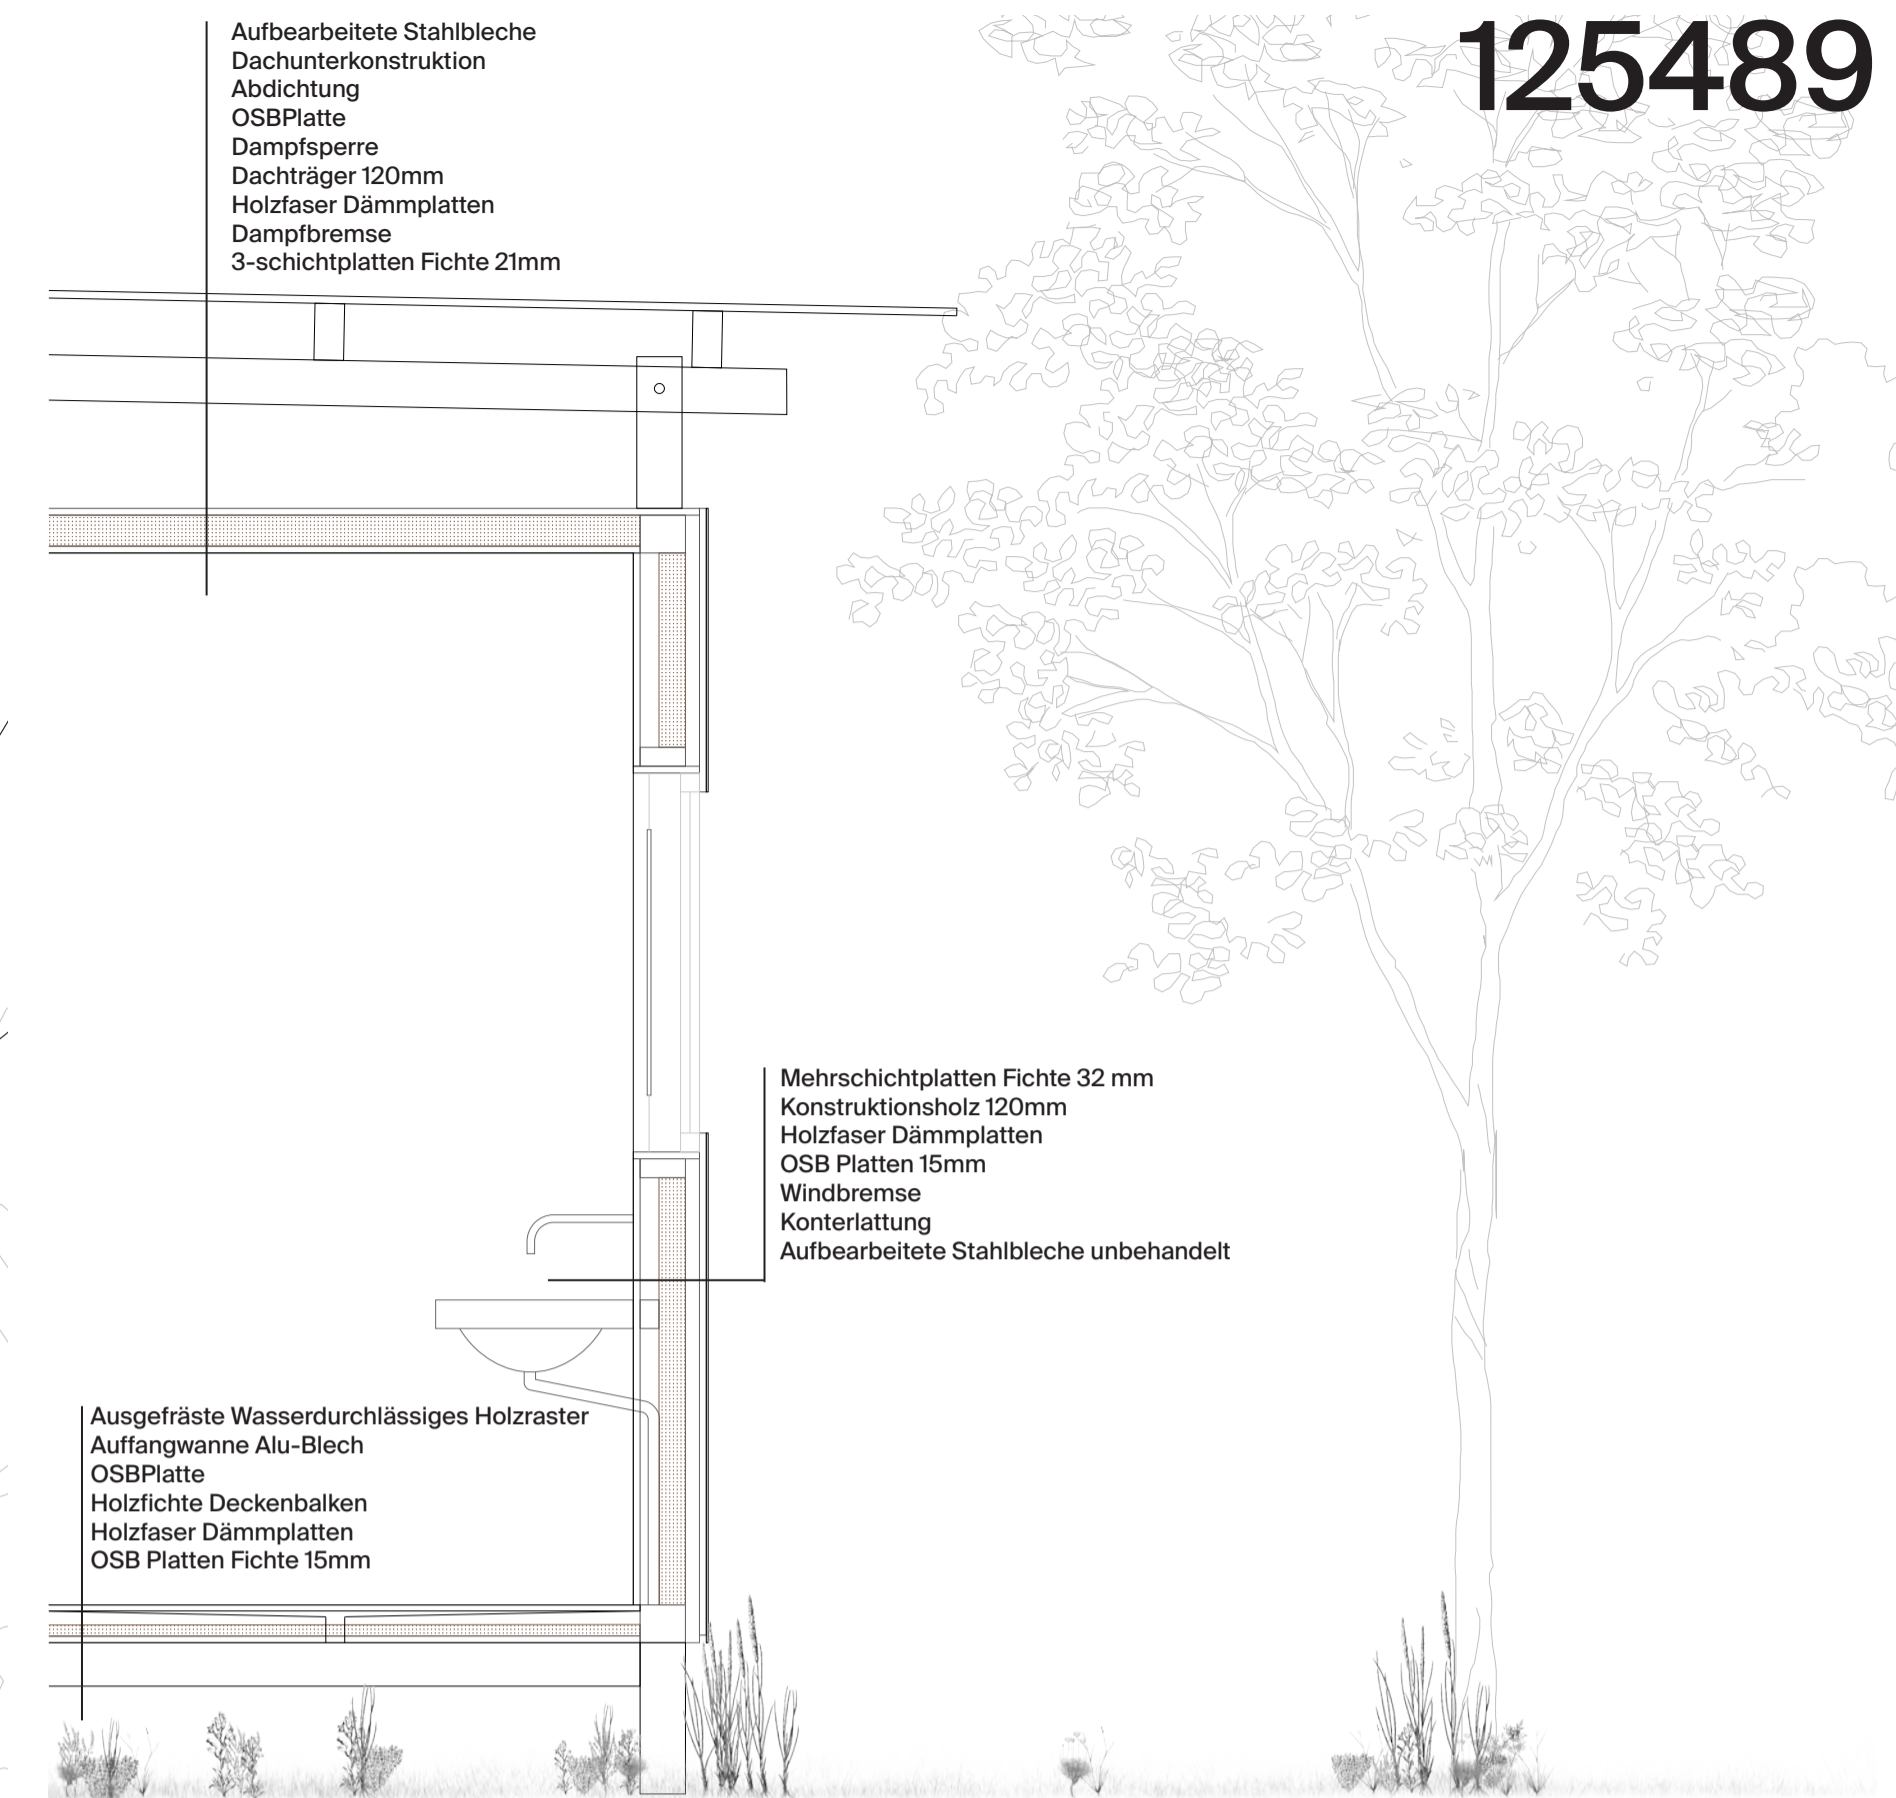 125489
Aufbearbeitete Stahlbleche
Dachunterkonstruktion
Abdichtung
OSBPlatte
Dampfsperre
Dachträger 120mm
Holzfaser Dämmplatten
Dampfbremse
3-schichtplatten Fichte 21mm
Mehrschichtplatten Fichte 32 mm
Konstruktionsholz 120mm
Holzfaser Dämmplatten
OSB Platten 15mm
Windbremse
Konterlattung
Aufbearbeitete Stahlbleche unbehandelt
Ausgefräste Wasserdurchlässiges Holzraster
Auffangwanne Alu-Blech
OSBPlatte
Holzfichte Deckenbalken
Holzfaser Dämmplatten
OSB Platten Fichte 15mm